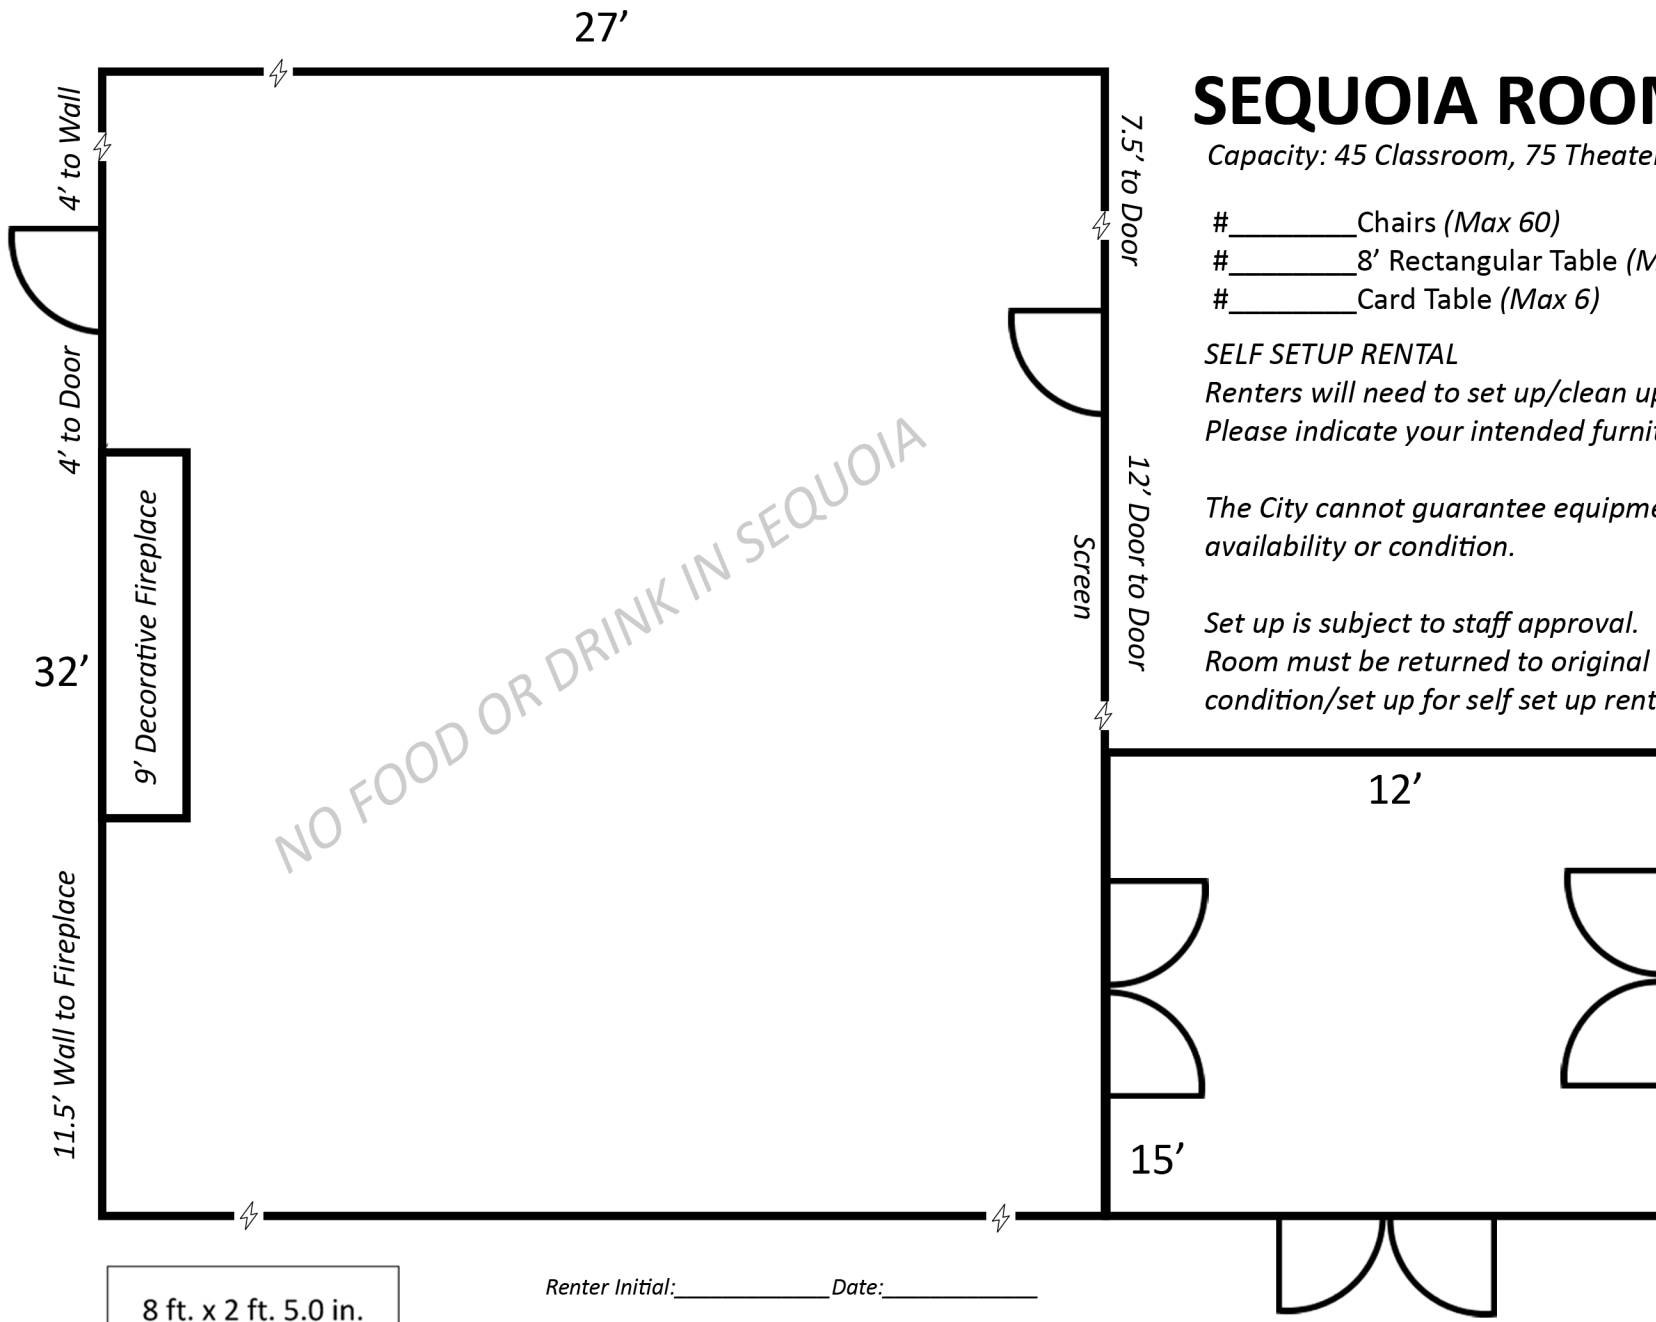 27’
4’ to Wall
4’ to Door
32’
9’ Decorative Fireplace
11.5’ Wall to Fireplace
NO FOOD OR DRINK IN SEQUOIA
7.5’ to Door
12’ Door to Door
Screen
SEQUOIA ROOM
Capacity: 45 Classroom, 75 Theater
#________Chairs (Max 60)
#________8’ Rectangular Table (M
#________Card Table (Max 6)
SELF SETUP RENTAL
Renters will need to set up/clean up
Please indicate your intended furnit
The City cannot guarantee equipme
availability or condition.
Set up is subject to staff approval.
Room must be returned to original
condition/set up for self set up rent
12’
15’
8 ft. x 2 ft. 5.0 in.
Renter Initial:_____________Date:_____________